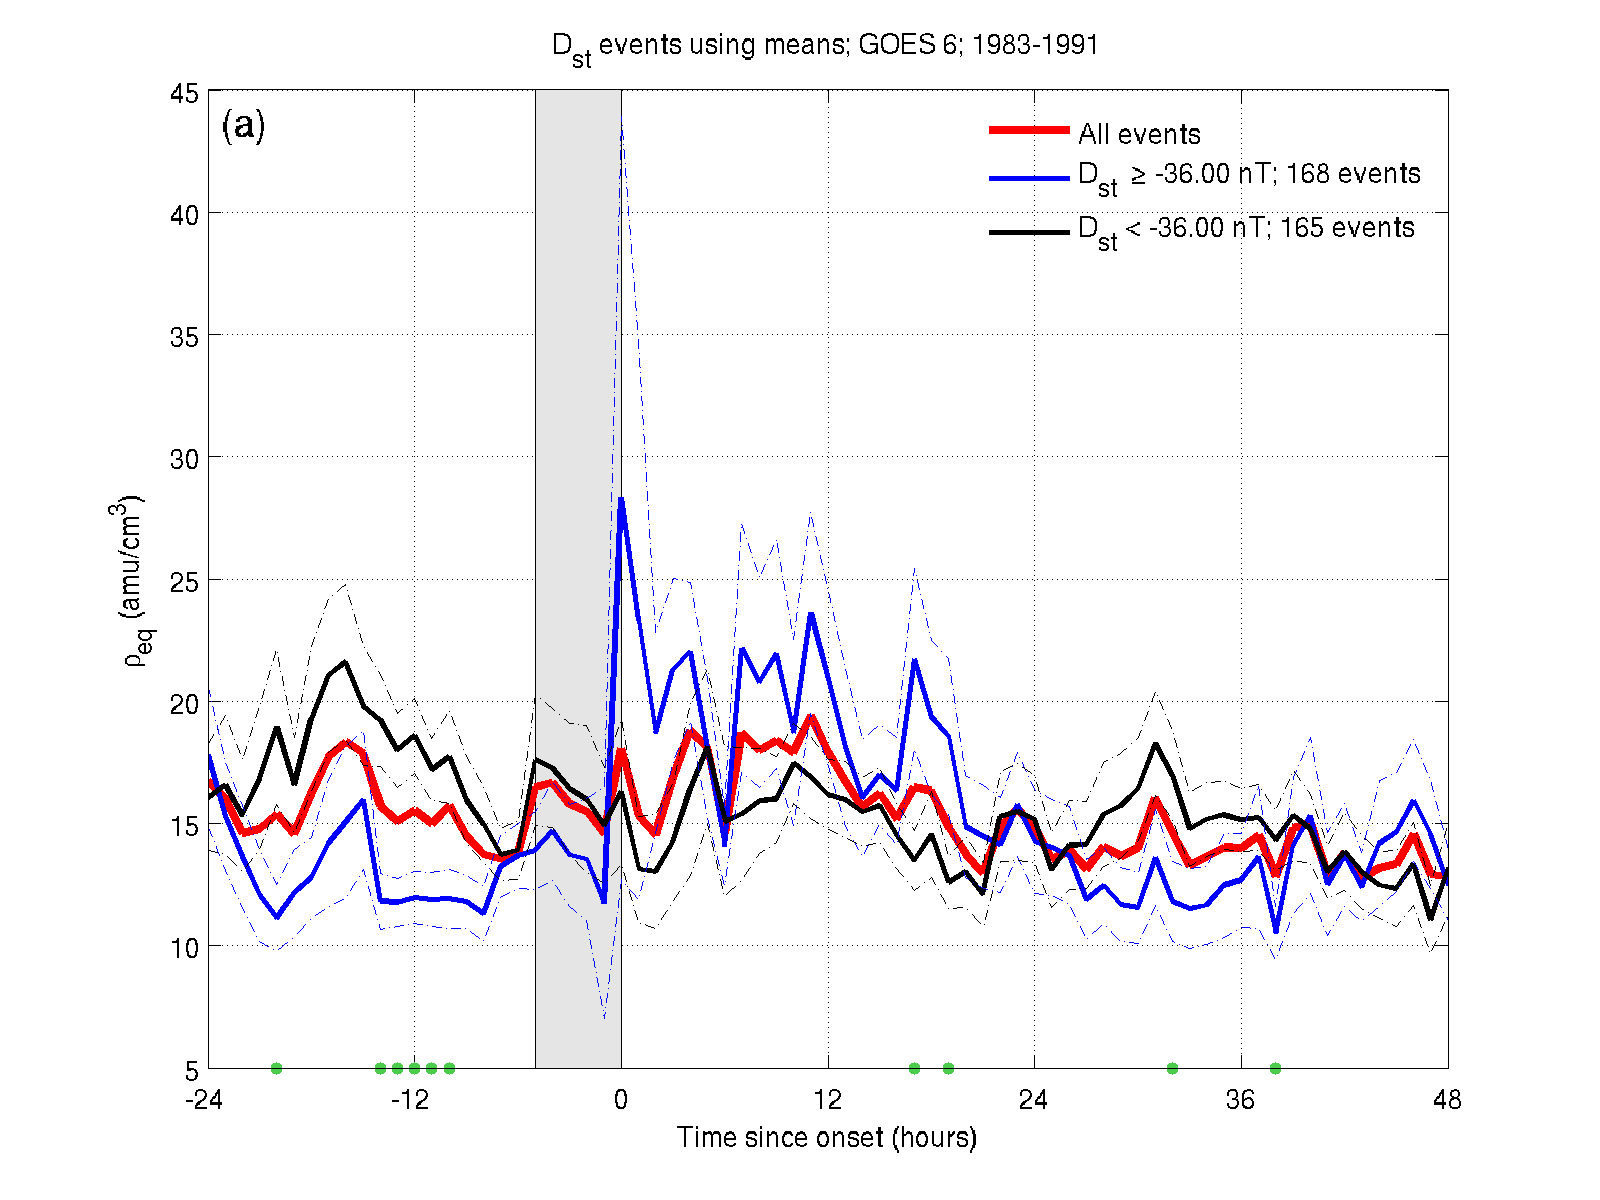 D_st events using means; GOES 6; 1983-1991
(a)
All events
D_st ≥ -36.00 nT; 168 events
D_st < -36.00 nT; 165 events
45
40
35
30
25
20
15
10
5
ρ_eq (amu/cm^3)
-24 -12 0 12 24 36 48
Time since onset (hours)